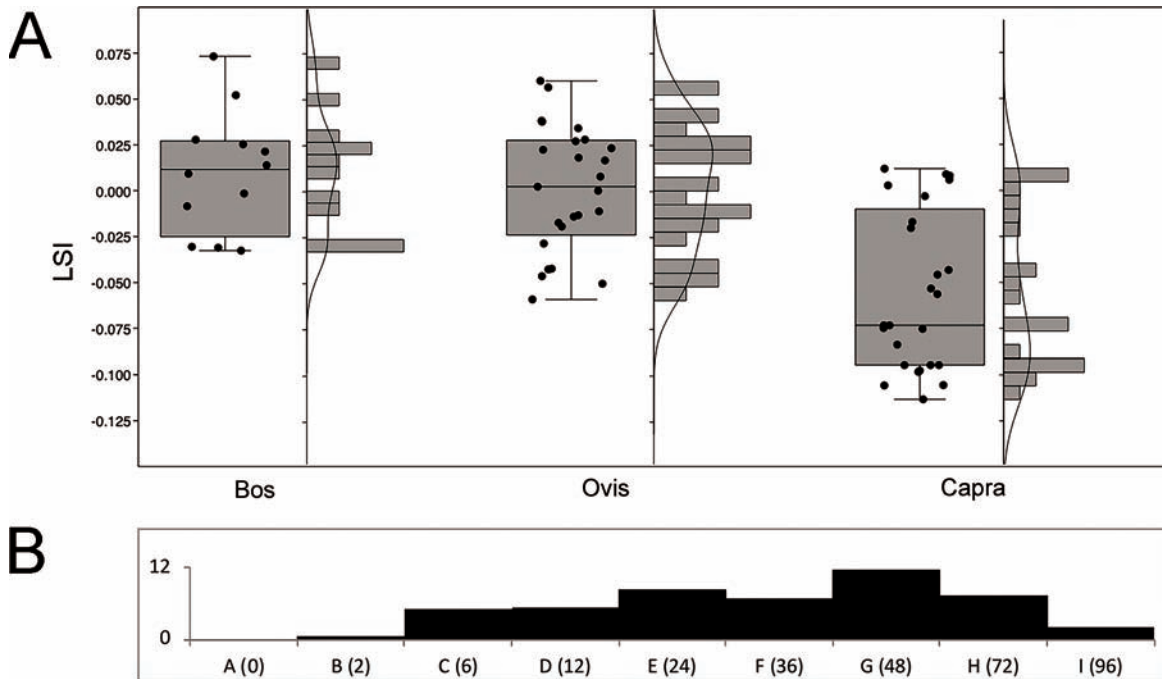 A
0.075
0.050
0.025
0.000
-0.025
-0.050
-0.075
-0.100
-0.125
LSI
Bos Ovis Capra
B
12
0
A (0) B (2) C (6) D (12) E (24) F (36) G (48) H (72) I (96)